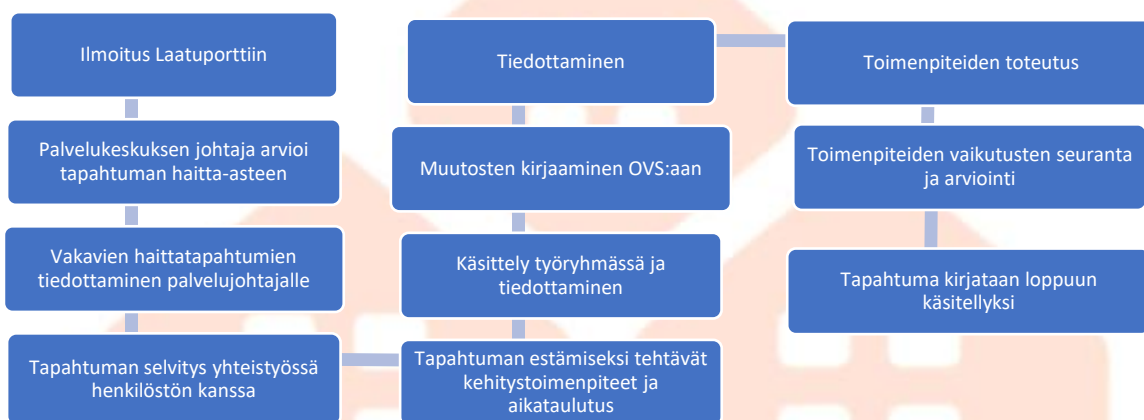 Ilmoitus Laatuporttiin
Palvelukeskuksen johtaja arvioi
tapahtuman haitta-asteen
Vakavien haittatapahtumien
tiedottaminen palvelujohtajalle
Tapahtuman selvitys yhteistyössä
henkilöstön kanssa
Tapahtuman estämiseksi tehtävät
kehitystoimenpiteet ja
aikataulutus
Käsittely työryhmässä ja
tiedottaminen
Muutosten kirjaaminen OVS:aan
Tiedottaminen
Toimenpiteiden toteutus
Toimenpiteiden vaikutusten seuranta
ja arviointi
Tapahtuma kirjataan loppuun
käsitellyksi